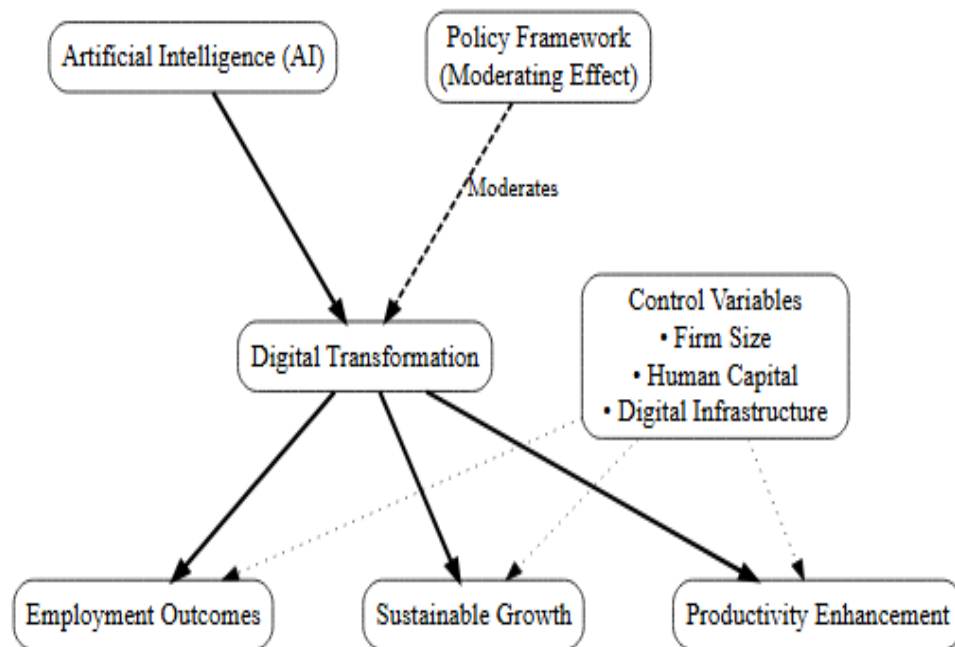 Artificial Intelligence (AI)
Policy Framework
(Moderating Effect)
Moderates
Control Variables
• Firm Size
• Human Capital
• Digital Infrastructure
Digital Transformation
Employment Outcomes
Sustainable Growth
Productivity Enhancement